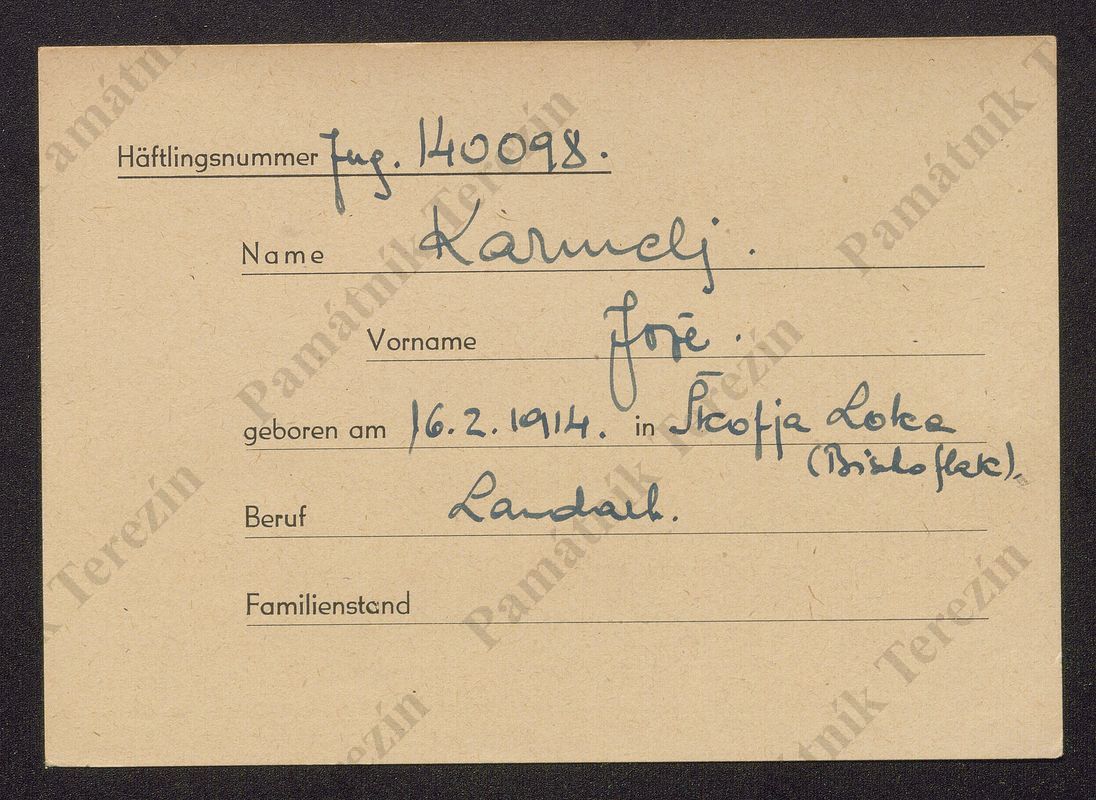 Häftlingsnummer Jug. 140098.
Name Karmelj.
Vorname Jože.
geboren am 16.2.1914. in Škofja Loka
(Bishoflak).
Beruf Landarb.
Familienstand
Památník Terezín